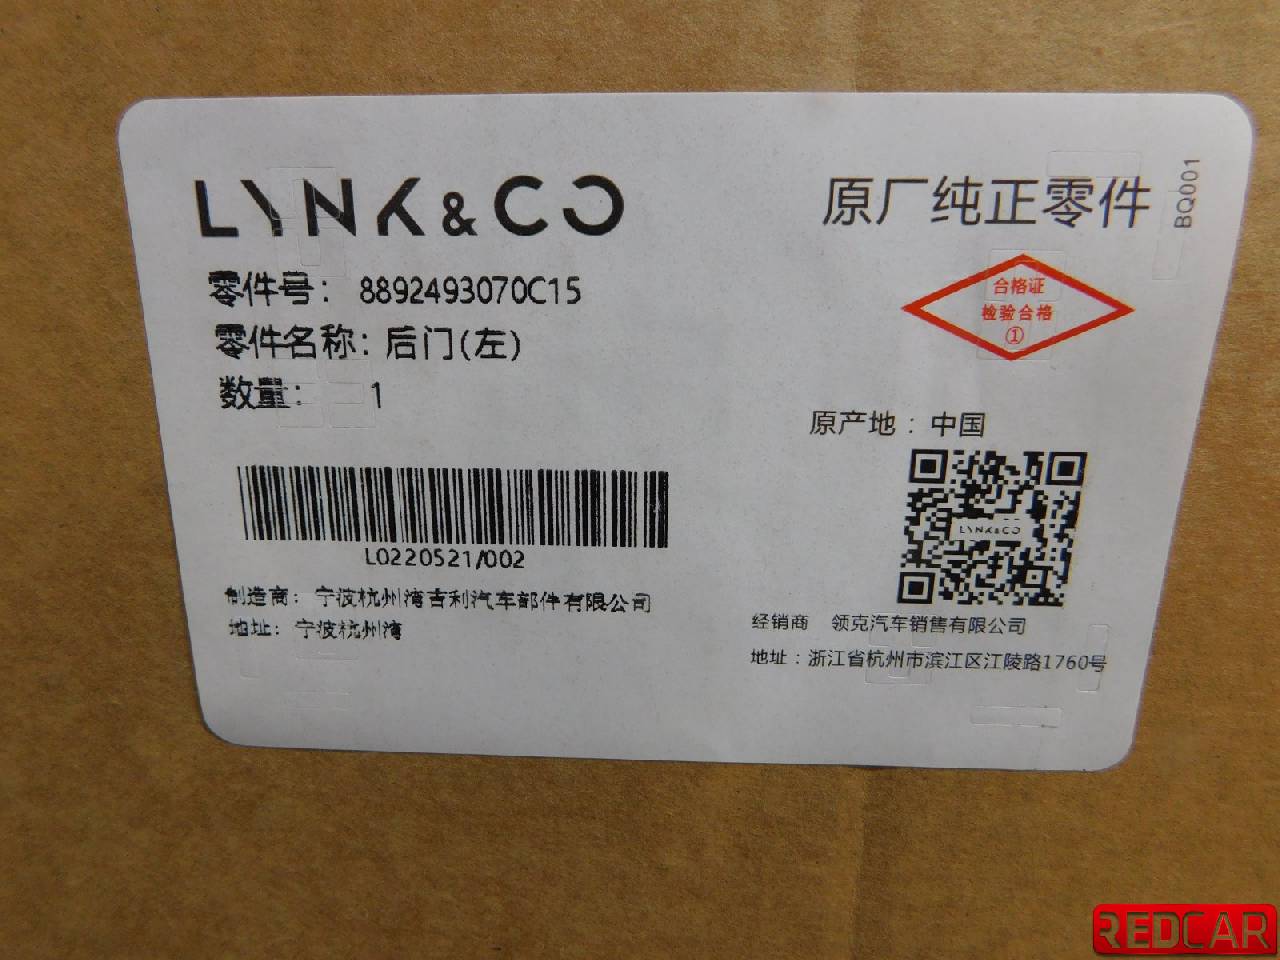 LYNK & CO
原厂纯正零件
BQ001
合格证
检验合格
①
零件号： 8892493070C15
零件名称：后门(左)
数量： 1
原产地：中国
LYNK&CO
L0220521/002
制造商：宁波杭州湾吉利汽车部件有限公司
地址：宁波杭州湾
经销商 领克汽车销售有限公司
地址：浙江省杭州市滨江区江陵路1760号
REDCAR